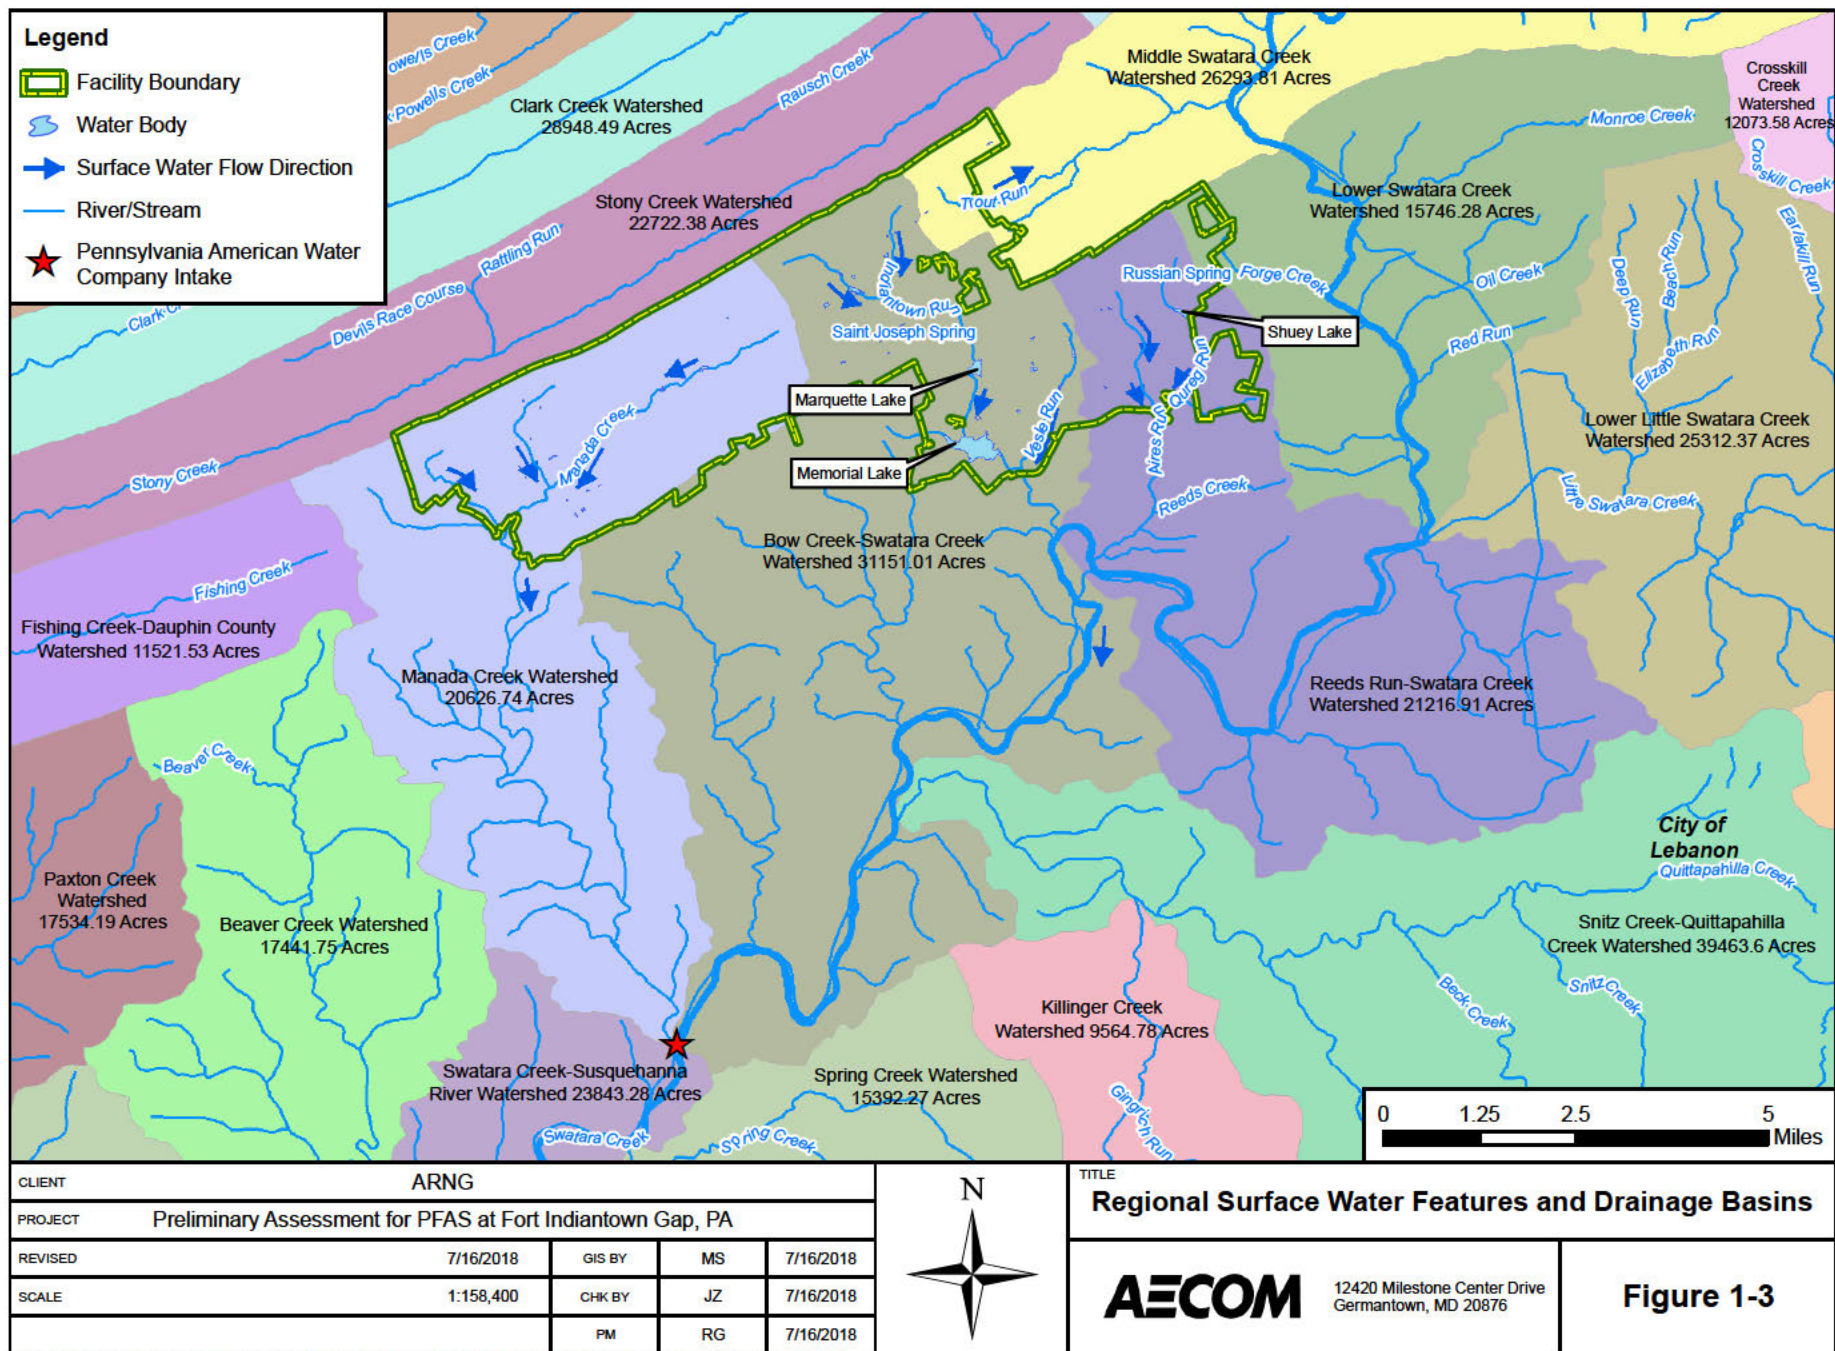 Legend
Facility Boundary
Water Body
Surface Water Flow Direction
River/Stream
Pennsylvania American Water
Company Intake
Powells Creek
Clark Creek Watershed
28948.49 Acres
Rausch Creek
Middle Swatara Creek
Watershed 26293.81 Acres
Crosskill
Creek
Watershed
12073.58 Acres
Monroe Creek
Crosskill Creek
Stony Creek Watershed
22722.38 Acres
Trout Run
Lower Swatara Creek
Watershed 15746.28 Acres
Earlakill Run
Rattling Run
Devils Race Course
Clark
Indiantown Run
Saint Joseph Spring
Russian Spring
Forge Creek
Oil Creek
Deep Run
Beach Run
Shuey Lake
Red Run
Elizabeth Run
Marquette Lake
Qureg Run
Manada Creek
Vesle Run
Aires Run
Lower Little Swatara Creek
Watershed 25312.37 Acres
Stony Creek
Memorial Lake
Reeds Creek
Little Swatara Creek
Bow Creek-Swatara Creek
Watershed 31151.01 Acres
Fishing Creek
Fishing Creek-Dauphin County
Watershed 11521.53 Acres
Manada Creek Watershed
20626.74 Acres
Reeds Run-Swatara Creek
Watershed 21216.91 Acres
Beaver Creek
City of
Lebanon
Quittapahilla Creek
Paxton Creek
Watershed
17534.19 Acres
Beaver Creek Watershed
17441.75 Acres
Snitz Creek-Quittapahilla
Creek Watershed 39463.6 Acres
Beck Creek
Snitz Creek
Killinger Creek
Watershed 9564.78 Acres
Swatara Creek-Susquehanna
River Watershed 23843.28 Acres
Spring Creek Watershed
15392.27 Acres
Gingrich Run
Swatara Creek
Spring Creek
0 1.25 2.5 5
Miles
CLIENT ARNG
PROJECT Preliminary Assessment for PFAS at Fort Indiantown Gap, PA
REVISED 7/16/2018 GIS BY MS 7/16/2018
SCALE 1:158,400 CHK BY JZ 7/16/2018
PM RG 7/16/2018
N
TITLE
Regional Surface Water Features and Drainage Basins
AECOM
12420 Milestone Center Drive
Germantown, MD 20876
Figure 1-3